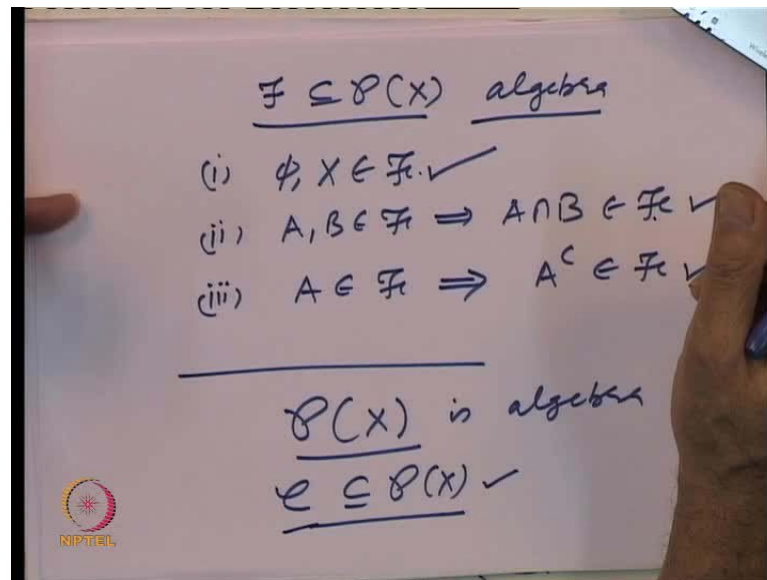 ℱ ⊆ 𝒫(X) algebra
(i) ϕ, X ∈ ℱ. ✓
(ii) A, B ∈ ℱ ⟹ A ∩ B ∈ ℱ ✓
(iii) A ∈ ℱ ⟹ A^C ∈ ℱ ✓
𝒫(X) is algebra
𝒞 ⊆ 𝒫(X) ✓
NPTEL